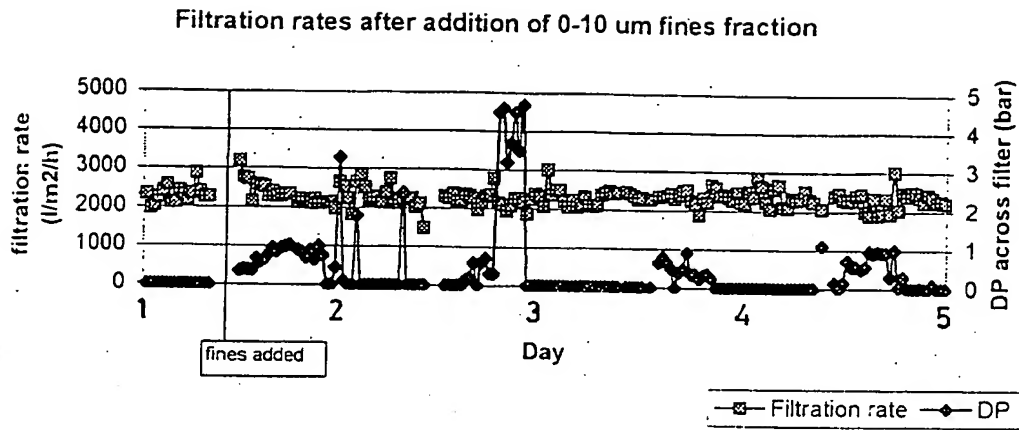 Filtration rates after addition of 0-10 um fines fraction
filtration rate
(l/m2/h)
5000
4000
3000
2000
1000
0
5
4
3
2
1
0
DP across filter (bar)
1
2
3
4
5
fines added
Day
Filtration rate
DP